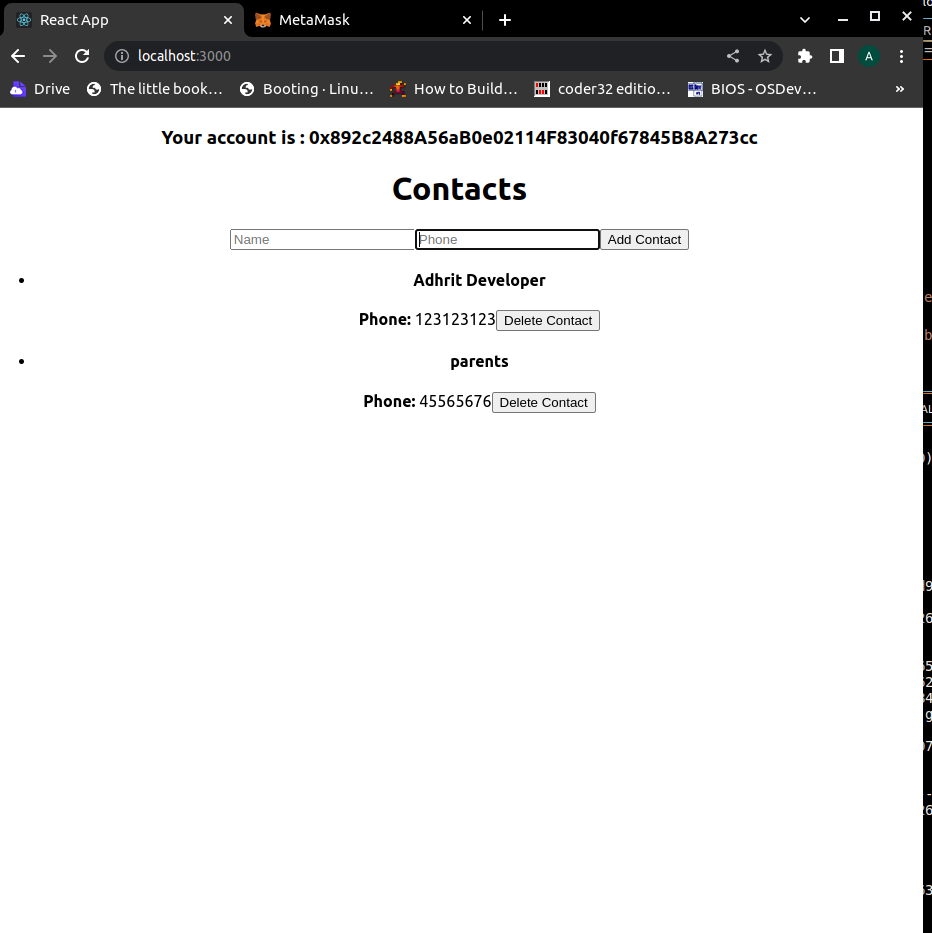 React App
MetaMask
localhost:3000
A
Drive
The little book…
Booting · Linu…
How to Build…
coder32 editio…
BIOS - OSDev…
»
Your account is : 0x892c2488A56aB0e02114F83040f67845B8A273cc
Contacts
Name Phone Add Contact
• Adhrit Developer
Phone: 123123123 Delete Contact
• parents
Phone: 45565676 Delete Contact